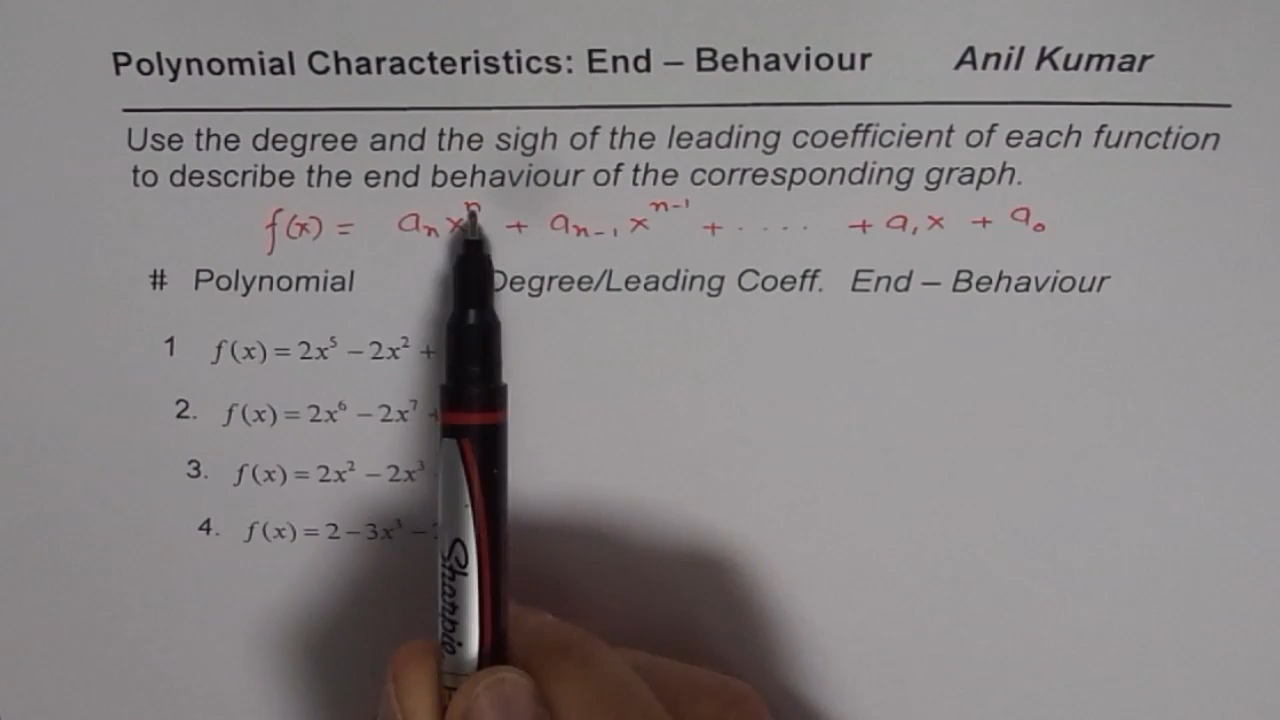 Polynomial Characteristics: End – Behaviour Anil Kumar
Use the degree and the sigh of the leading coefficient of each function
to describe the end behaviour of the corresponding graph.
f(x) = aₙxⁿ + aₙ₋₁xⁿ⁻¹ + ..... + a₁x + a₀
# Polynomial Degree/Leading Coeff. End – Behaviour
1 f(x) = 2x⁵ – 2x² +
2. f(x) = 2x⁶ – 2x⁷
3. f(x) = 2x² – 2x³
4. f(x) = 2 – 3x³ –
Sharpie